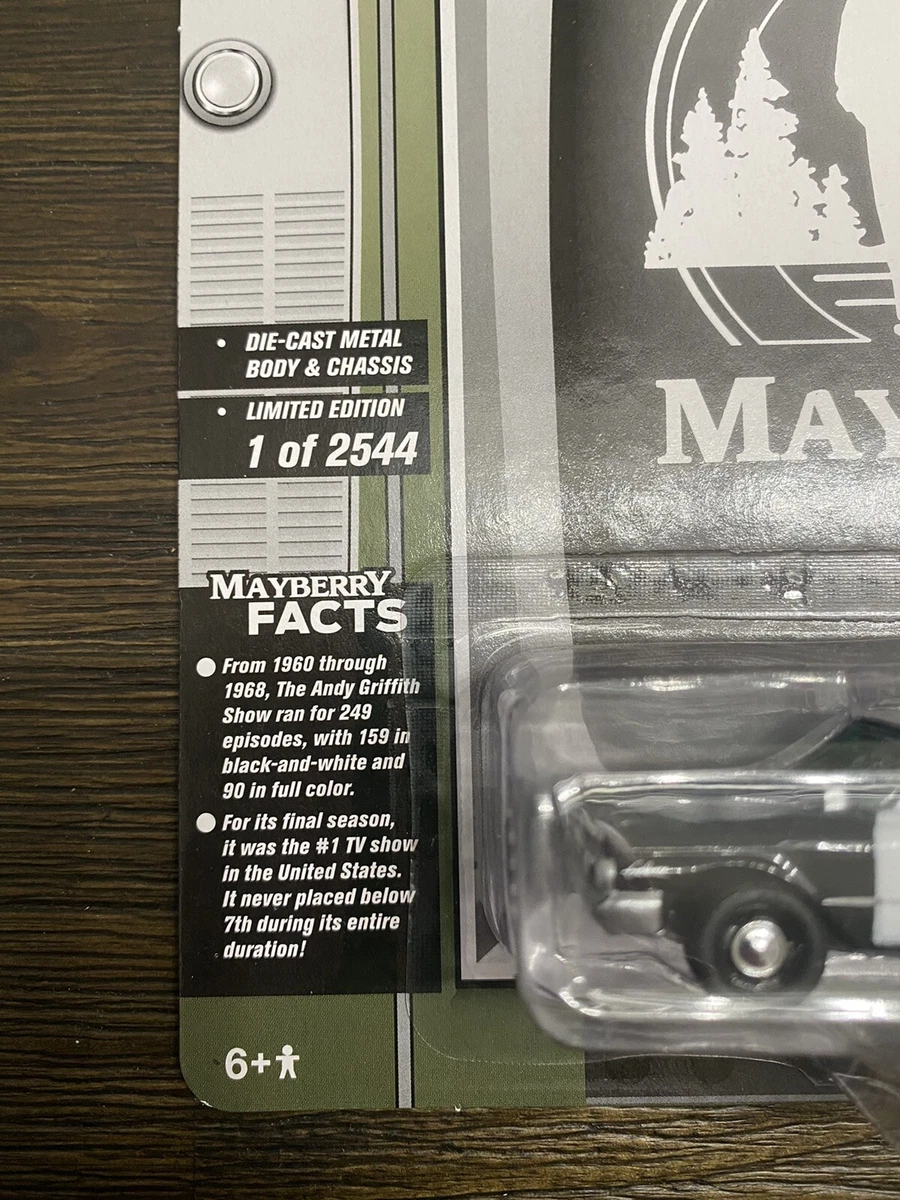 • DIE-CAST METAL
BODY & CHASSIS
• LIMITED EDITION
1 of 2544
MAYBERRY
FACTS
● From 1960 through
1968, The Andy Griffith
Show ran for 249
episodes, with 159 in
black-and-white and
90 in full color.
● For its final season,
it was the #1 TV show
in the United States.
It never placed below
7th during its entire
duration!
6+
MAY